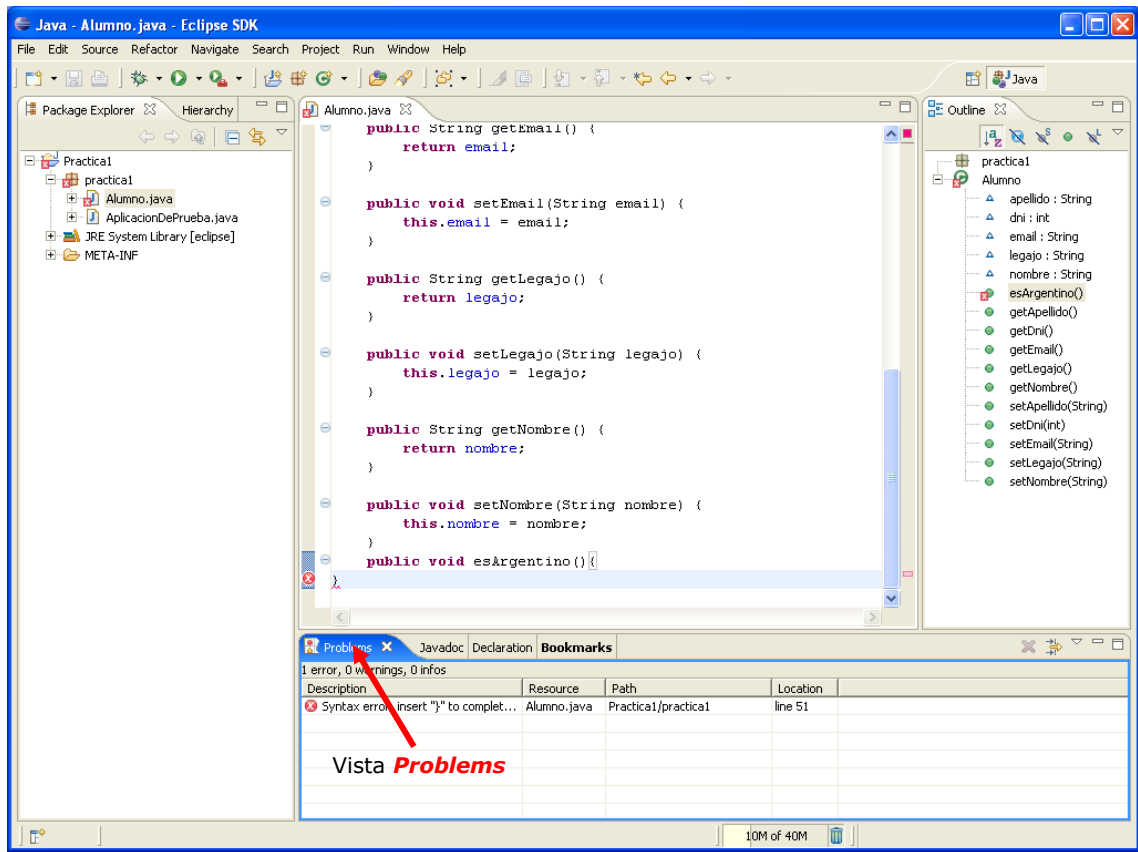 Java - Alumno.java - Eclipse SDK
File Edit Source Refactor Navigate Search Project Run Window Help
Java
Package Explorer Hierarchy
Practica1
practica1
Alumno.java
AplicacionDePrueba.java
JRE System Library [eclipse]
META-INF
Alumno.java
public String getEmail() {
return email;
}
public void setEmail(String email) {
this.email = email;
}
public String getLegajo() {
return legajo;
}
public void setLegajo(String legajo) {
this.legajo = legajo;
}
public String getNombre() {
return nombre;
}
public void setNombre(String nombre) {
this.nombre = nombre;
}
public void esArgentino(){
}
Outline
practica1
Alumno
apellido : String
dni : int
email : String
legajo : String
nombre : String
esArgentino()
getApellido()
getDni()
getEmail()
getLegajo()
getNombre()
setApellido(String)
setDni(int)
setEmail(String)
setLegajo(String)
setNombre(String)
Problems Javadoc Declaration Bookmarks
1 error, 0 warnings, 0 infos
Description Resource Path Location
Syntax error, insert "}" to complet... Alumno.java Practica1/practica1 line 51
Vista Problems
10M of 40M